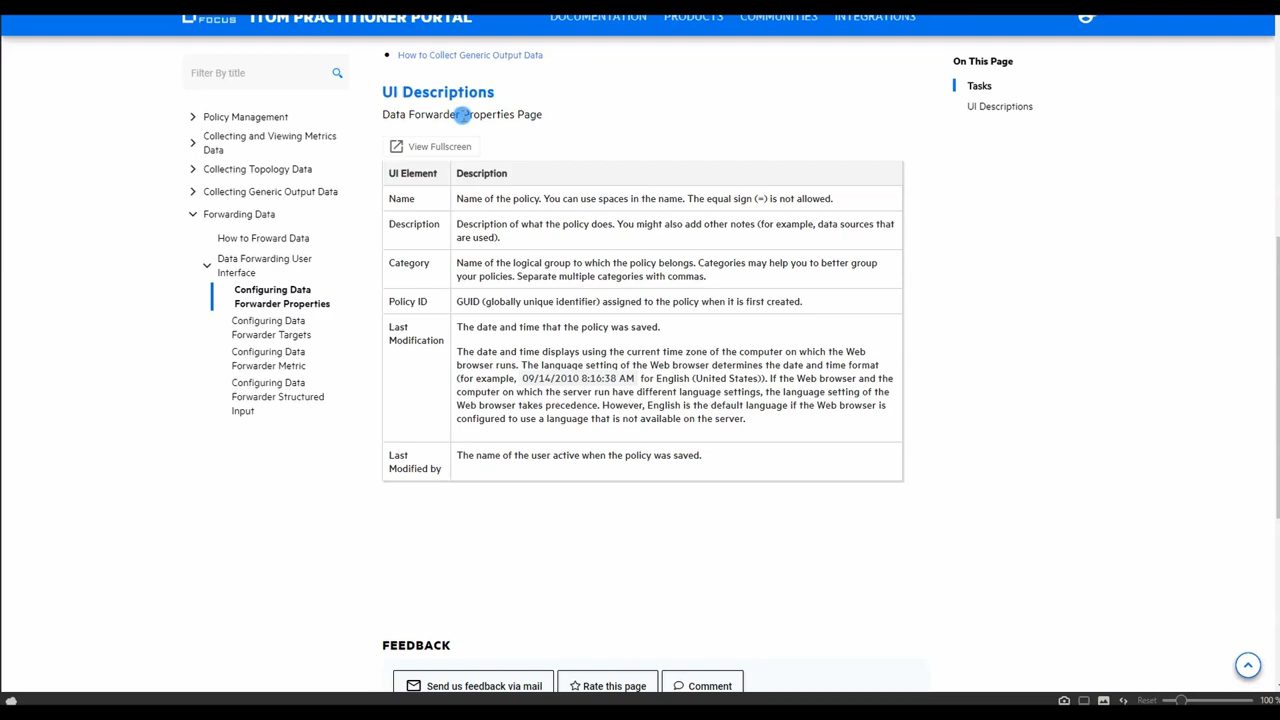 FOCUS
ITOM PRACTITIONER PORTAL
DOCUMENTATION
PRODUCTS
COMMUNITIES
INTEGRATIONS
Filter By title
Policy Management
Collecting and Viewing Metrics
Data
Collecting Topology Data
Collecting Generic Output Data
Forwarding Data
How to Froward Data
Data Forwarding User
Interface
Configuring Data
Forwarder Properties
Configuring Data
Forwarder Targets
Configuring Data
Forwarder Metric
Configuring Data
Forwarder Structured
Input
How to Collect Generic Output Data
UI Descriptions
Data Forwarder Properties Page
View Fullscreen
UI Element Description
Name Name of the policy. You can use spaces in the name. The equal sign (=) is not allowed.
Description Description of what the policy does. You might also add other notes (for example, data sources that
are used).
Category Name of the logical group to which the policy belongs. Categories may help you to better group
your policies. Separate multiple categories with commas.
Policy ID GUID (globally unique identifier) assigned to the policy when it is first created.
Last
Modification
The date and time that the policy was saved.
The date and time displays using the current time zone of the computer on which the Web
browser runs. The language setting of the Web browser determines the date and time format
(for example, 09/14/2010 8:16:38 AM for English (United States)). If the Web browser and the
computer on which the server run have different language settings, the language setting of the
Web browser takes precedence. However, English is the default language if the Web browser is
configured to use a language that is not available on the server.
Last
Modified by
The name of the user active when the policy was saved.
On This Page
Tasks
UI Descriptions
FEEDBACK
Send us feedback via mail
Rate this page
Comment
Reset
100 %